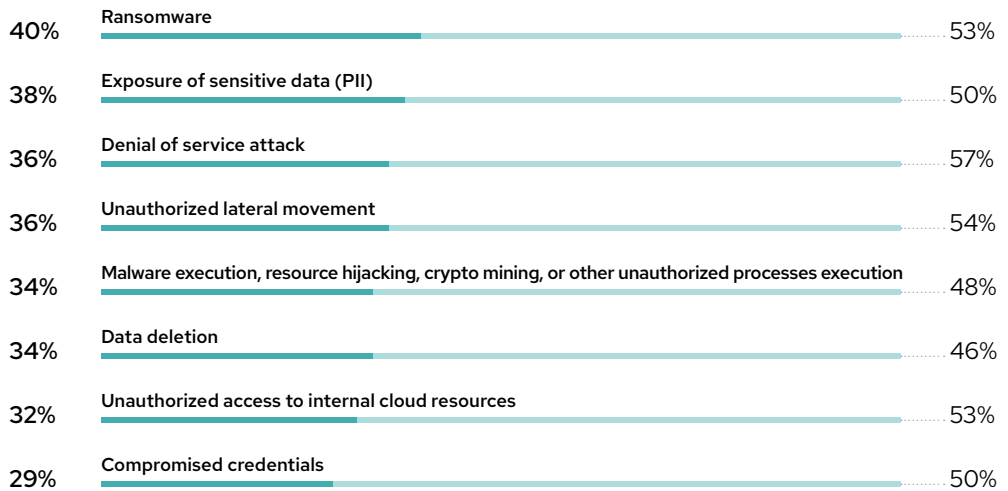 Ransomware
40% 53%
Exposure of sensitive data (PII)
38% 50%
Denial of service attack
36% 57%
Unauthorized lateral movement
36% 54%
Malware execution, resource hijacking, crypto mining, or other unauthorized processes execution
34% 48%
Data deletion
34% 46%
Unauthorized access to internal cloud resources
32% 53%
Compromised credentials
29% 50%